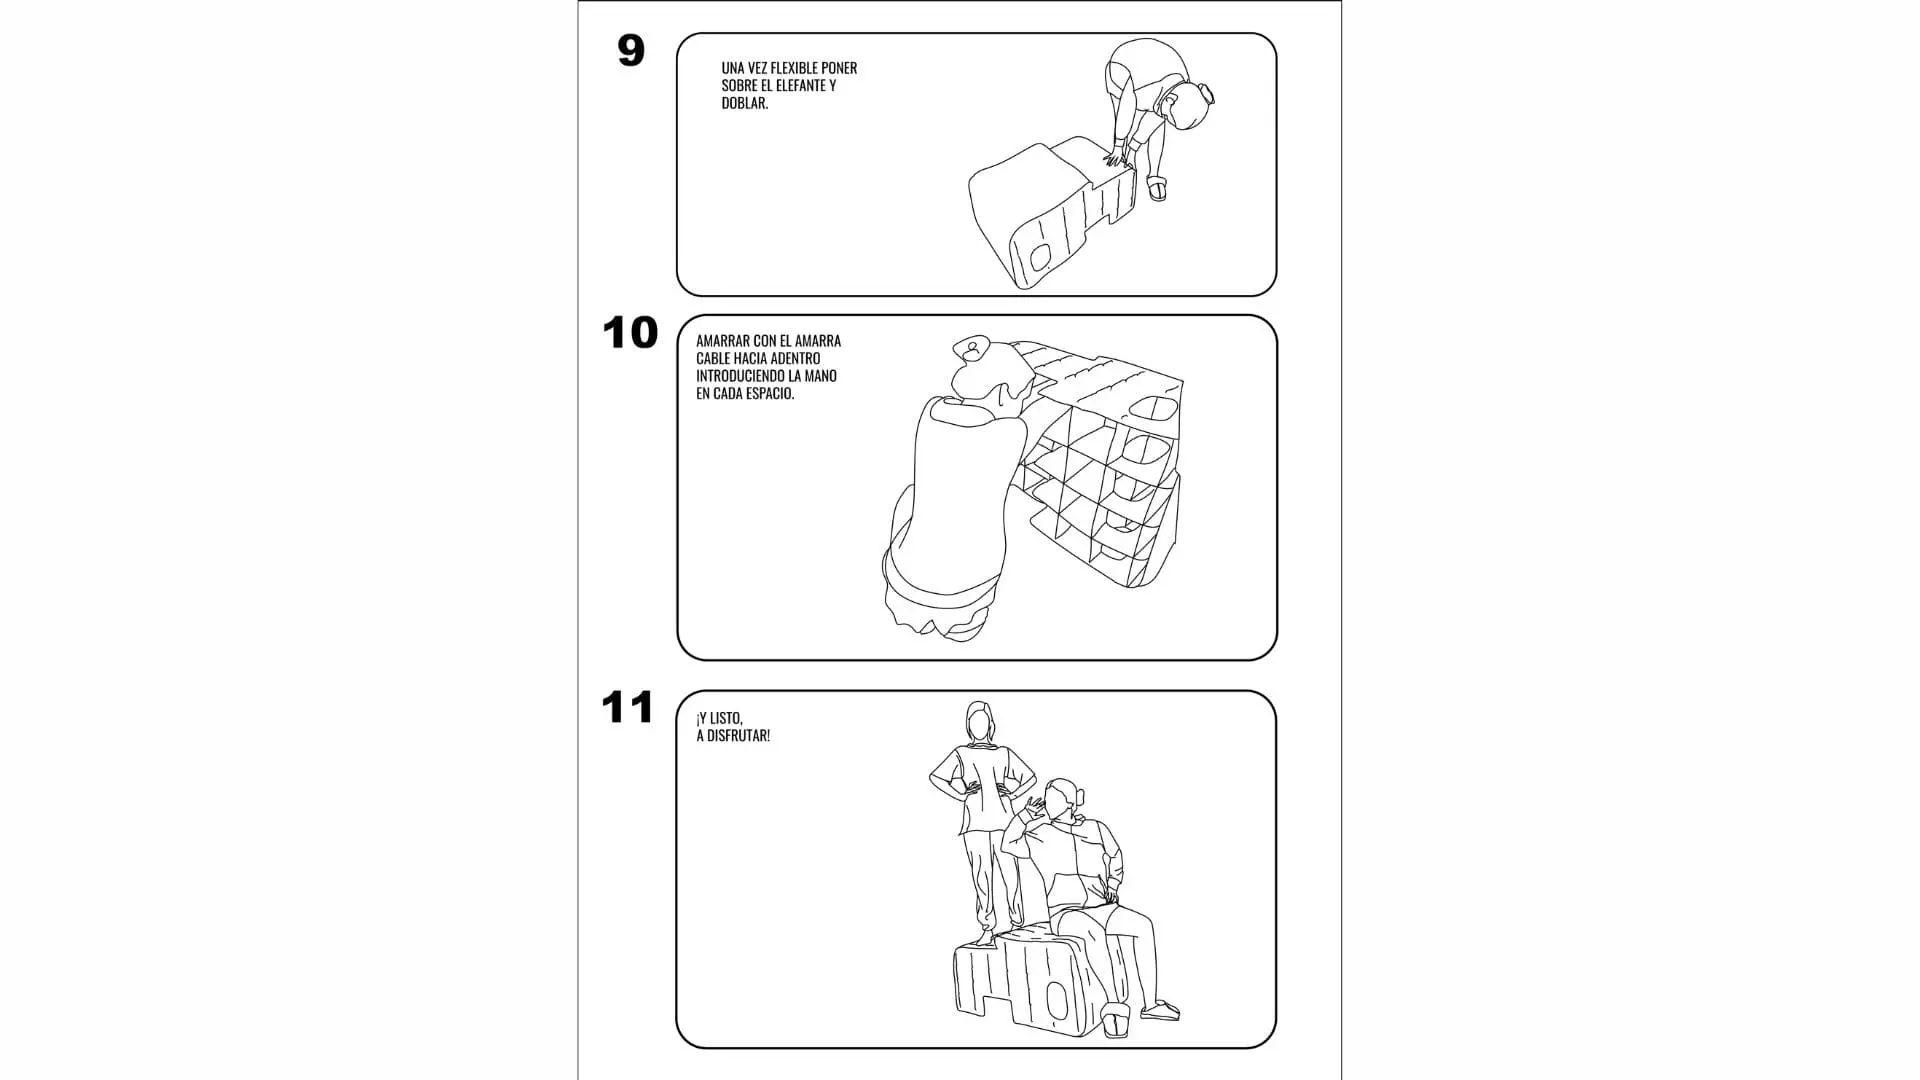 9
UNA VEZ FLEXIBLE PONER
SOBRE EL ELEFANTE Y
DOBLAR.
10
AMARRAR CON EL AMARRA
CABLE HACIA ADENTRO
INTRODUCIENDO LA MANO
EN CADA ESPACIO.
11
¡Y LISTO,
A DISFRUTAR!